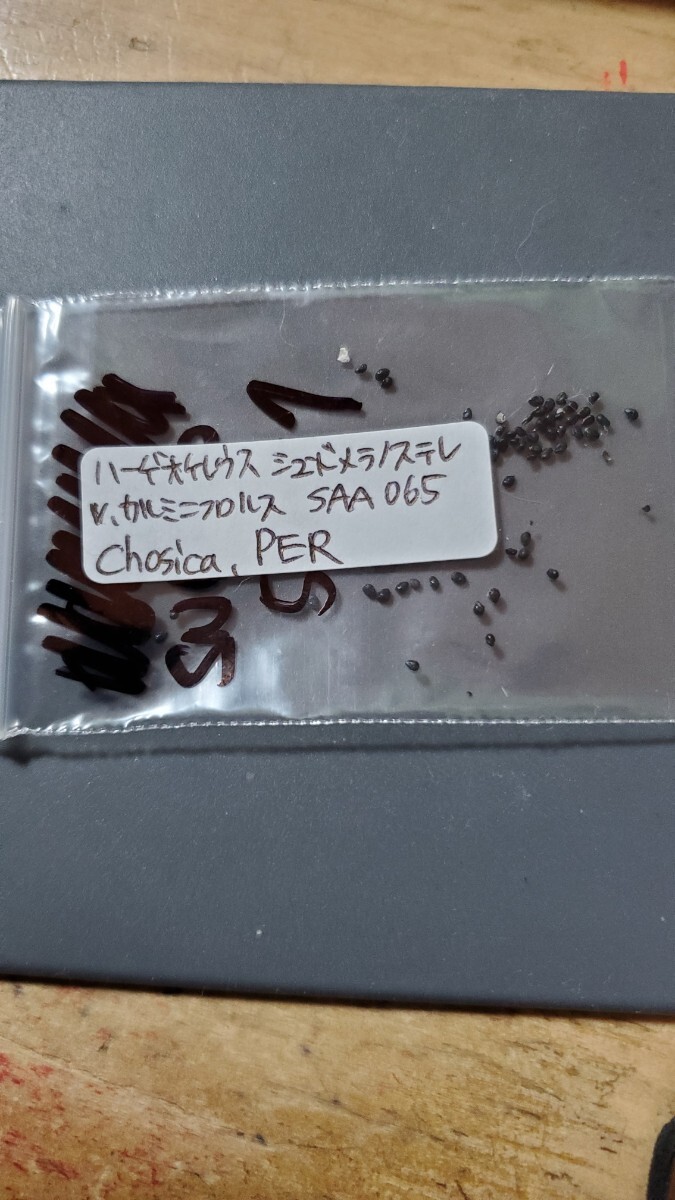 ハーゲオケレウス シュードメラノステレ
v. カルミニフロルス SAA 065
Chosica, PER